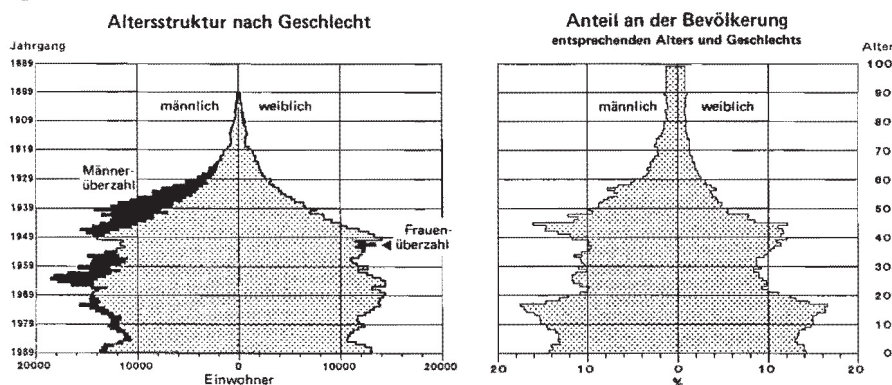 Altersstruktur nach Geschlecht
Jahrgang
1889
1899
1909
1919
1929
1939
1949
1959
1969
1979
1989
männlich
weiblich
Männer-
überzahl
Frauen-
überzahl
20000 10000 0 10000 20000
Einwohner
Anteil an der Bevölkerung
entsprechenden Alters und Geschlechts
Alter
männlich
weiblich
100
90
80
70
60
50
40
30
20
10
0
20 10 0 10 20
%